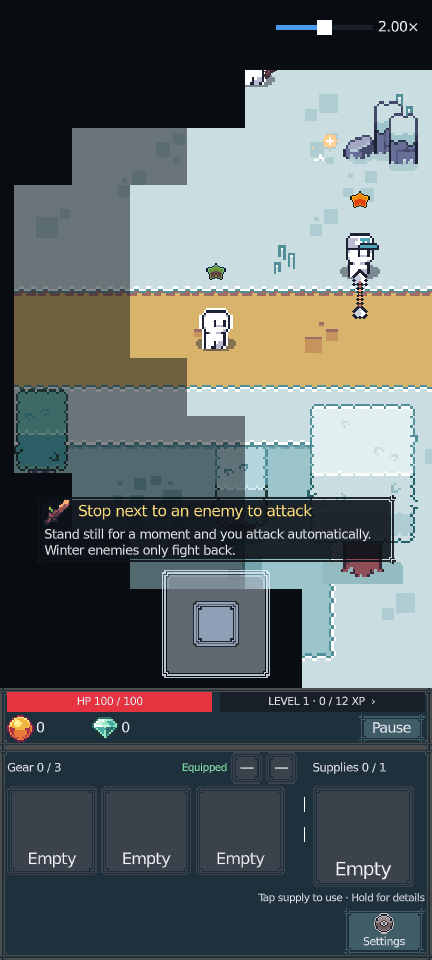 2.00×
Stop next to an enemy to attack
Stand still for a moment and you attack automatically.
Winter enemies only fight back.
HP 100 / 100
LEVEL 1 · 0 / 12 XP ›
0
0
Pause
Gear 0 / 3
Equipped
—
—
Supplies 0 / 1
Empty
Empty
Empty
Empty
Tap supply to use · Hold for details
Settings